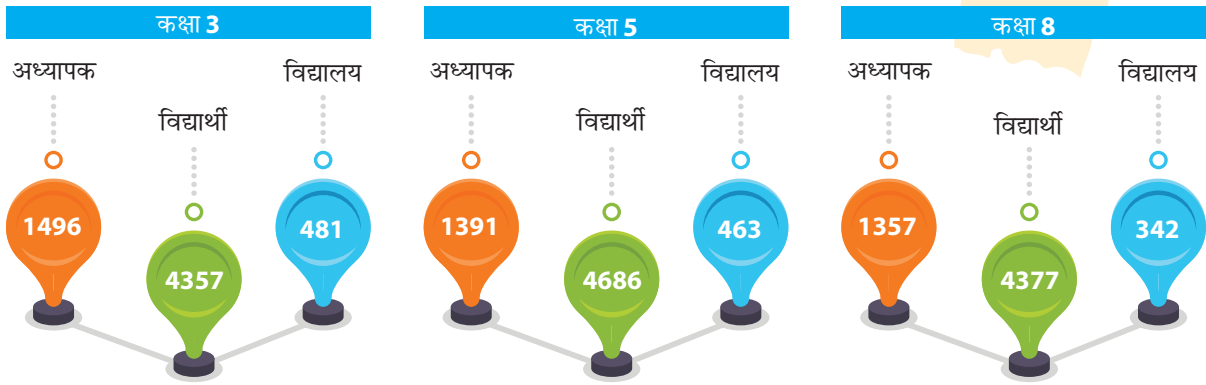 कक्षा 3
अध्यापक
विद्यार्थी
विद्यालय
1496
4357
481
कक्षा 5
अध्यापक
विद्यार्थी
विद्यालय
1391
4686
463
कक्षा 8
अध्यापक
विद्यार्थी
विद्यालय
1357
4377
342